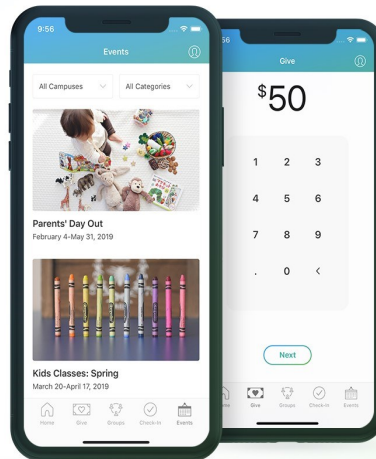 9:56
Events
All Campuses
All Categories
Parents' Day Out
February 4-May 31, 2019
Kids Classes: Spring
March 20-April 17, 2019
Home
Give
Groups
Check-In
Events
56
Give
$50
1 2 3
4 5 6
7 8 9
. 0 <
Next
me
Give
Groups
Check-In
Events